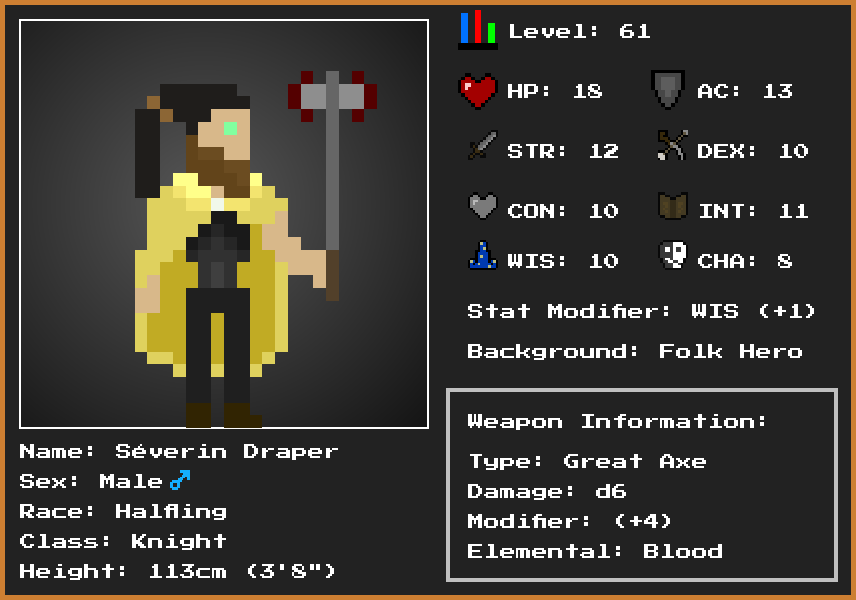 Level: 61
HP: 18 AC: 13
STR: 12 DEX: 10
CON: 10 INT: 11
WIS: 10 CHA: 8
Stat Modifier: WIS (+1)
Background: Folk Hero
Weapon Information:
Type: Great Axe
Damage: d6
Modifier: (+4)
Elemental: Blood
Name: Séverin Draper
Sex: Male♂
Race: Halfling
Class: Knight
Height: 113cm (3'8")